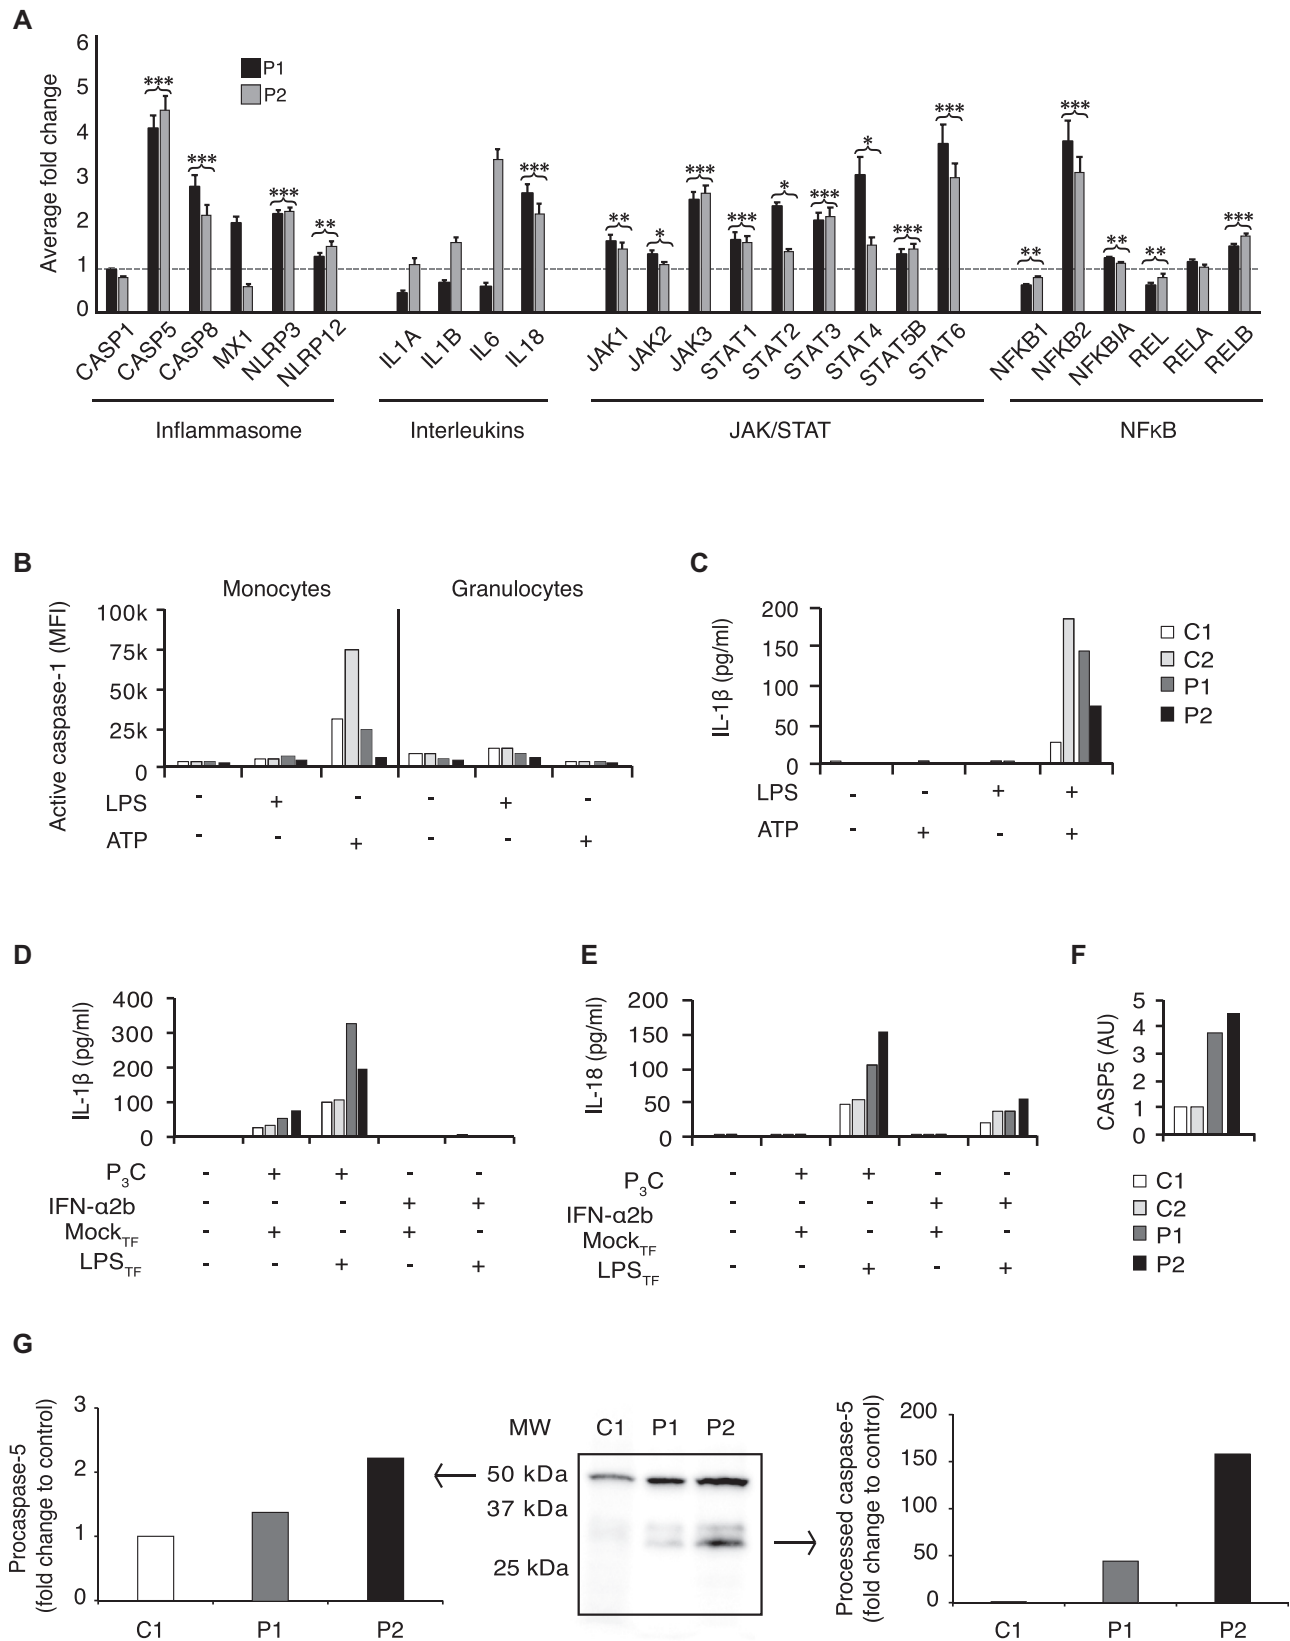 A
6
5
4
3
2
1
0
Average fold change
P1
P2
***
***
***
**
***
**
*
***
***
*
***
*
***
***
**
***
**
**
***
CASP1 CASP5 CASP8 MX1 NLRP3 NLRP12 IL1A IL1B IL6 IL18 JAK1 JAK2 JAK3 STAT1 STAT2 STAT3 STAT4 STAT5B STAT6 NFKB1 NFKB2 NFKBIA REL RELA RELB
Inflammasome Interleukins JAK/STAT NFκB
B
Monocytes Granulocytes
Active caspase-1 (MFI)
100k
75k
50k
25k
0
LPS - + - - + -
ATP - - + - - +
C
IL-1β (pg/ml)
200
150
100
50
0
LPS - - + +
ATP - + - +
C1
C2
P1
P2
D
IL-1β (pg/ml)
400
300
200
100
0
P3C - + + - -
IFN-α2b - - - + +
MockTF - + - + -
LPSTF - - + - +
E
IL-18 (pg/ml)
200
150
100
50
0
P3C - + + - -
IFN-α2b - - - + +
MockTF - + - + -
LPSTF - - + - +
F
CASP5 (AU)
5
4
3
2
1
0
C1
C2
P1
P2
G
Procaspase-5
(fold change to control)
3
2
1
0
C1 P1 P2
MW C1 P1 P2
50 kDa
37 kDa
25 kDa
Processed caspase-5
(fold change to control)
200
150
100
50
0
C1 P1 P2